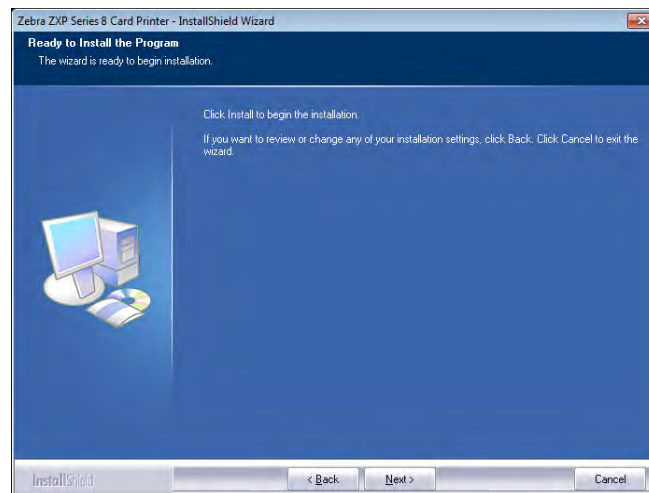 Zebra ZXP Series 8 Card Printer - InstallShield Wizard
Ready to Install the Program
The wizard is ready to begin installation.
Click Install to begin the installation.
If you want to review or change any of your installation settings, click Back. Click Cancel to exit the
wizard.
InstallShield
< Back
Next >
Cancel